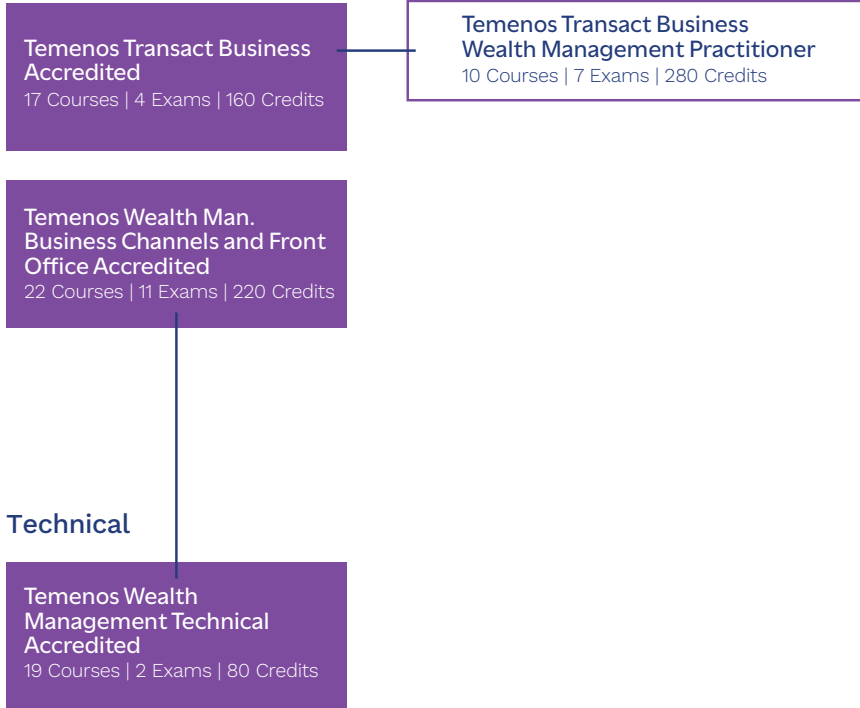 Temenos Transact Business
Accredited
17 Courses | 4 Exams | 160 Credits
Temenos Transact Business
Wealth Management Practitioner
10 Courses | 7 Exams | 280 Credits
Temenos Wealth Man.
Business Channels and Front
Office Accredited
22 Courses | 11 Exams | 220 Credits
Technical
Temenos Wealth
Management Technical
Accredited
19 Courses | 2 Exams | 80 Credits